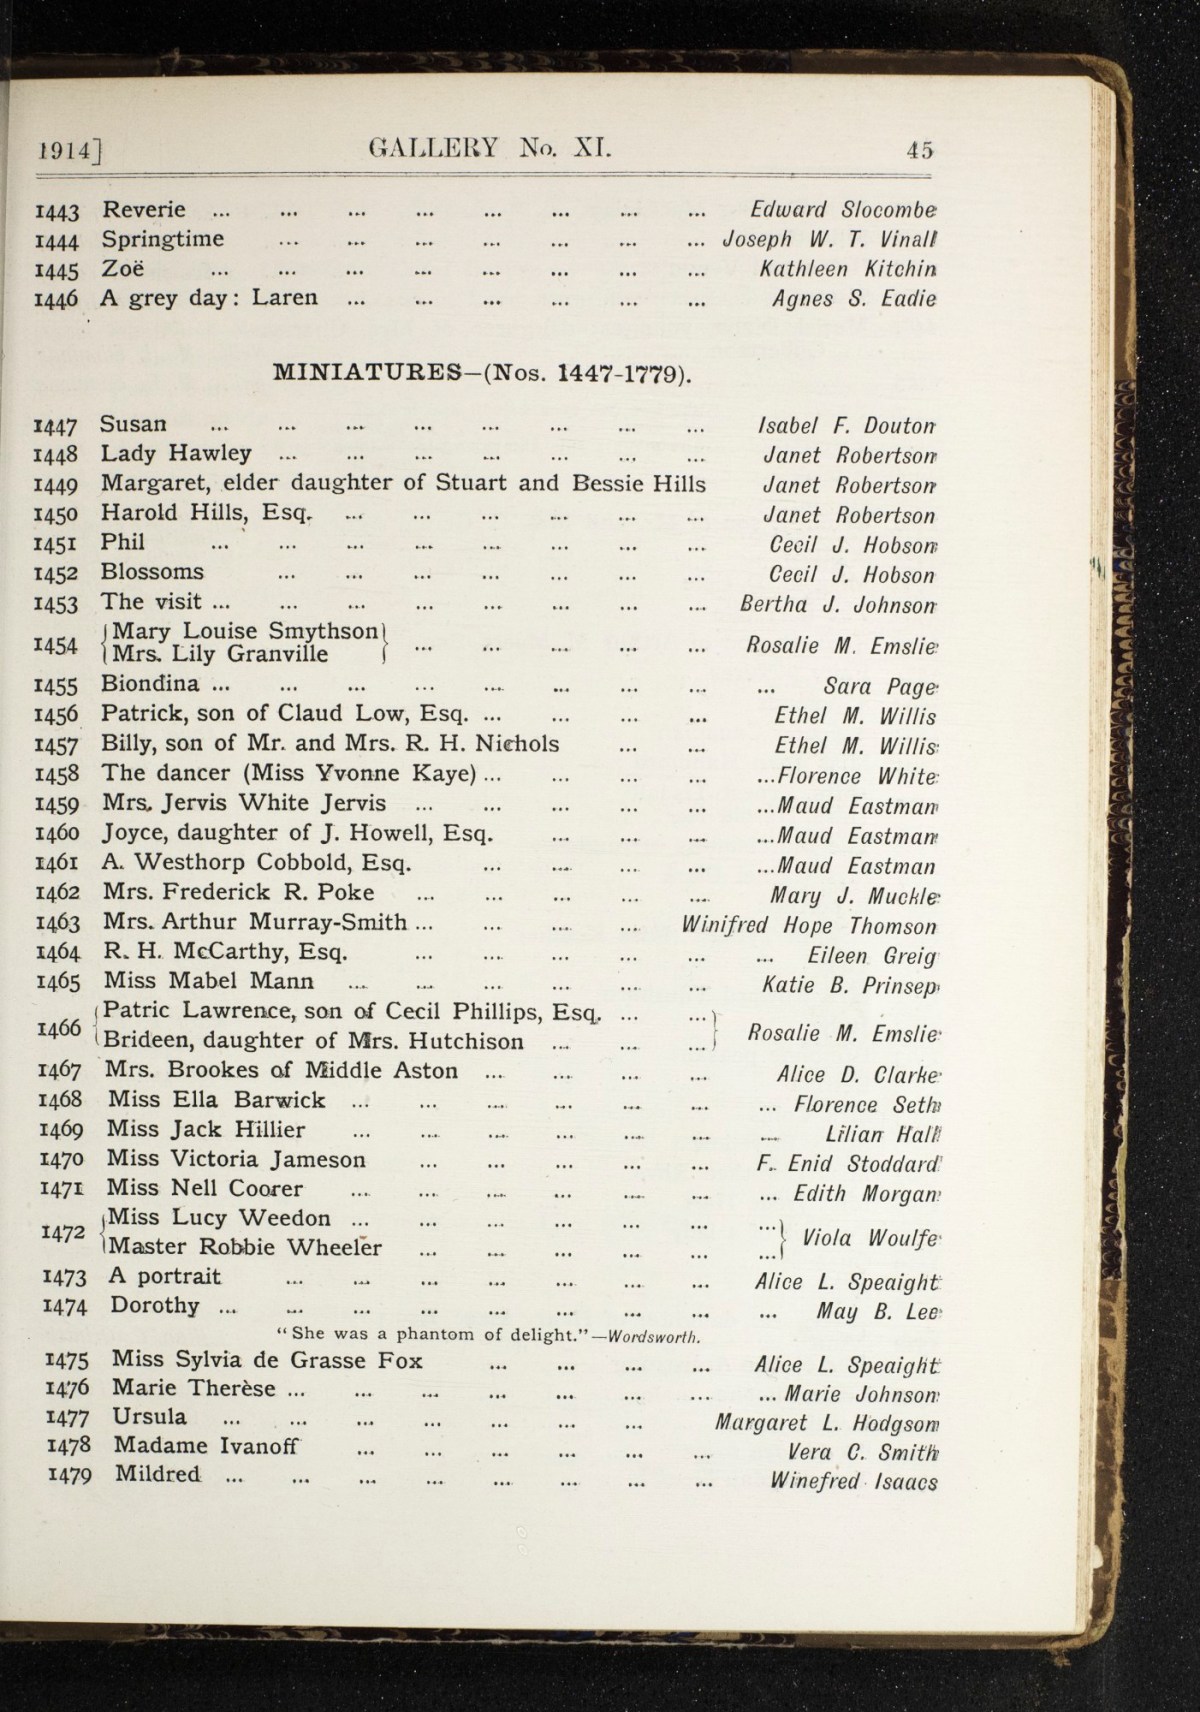 1914] GALLERY No. XI. 45
1443 Reverie ... ... ... ... ... ... ... ... Edward Slocombe
1444 Springtime ... ... ... ... ... ... ... Joseph W. T. Vinall
1445 Zoë ... ... ... ... ... ... ... ... Kathleen Kitchin
1446 A grey day: Laren ... ... ... ... ... ... Agnes S. Eadie
MINIATURES—(Nos. 1447-1779).
1447 Susan ... ... ... ... ... ... ... ... Isabel F. Douton
1448 Lady Hawley ... ... ... ... ... ... ... Janet Robertson
1449 Margaret, elder daughter of Stuart and Bessie Hills Janet Robertson
1450 Harold Hills, Esq. ... ... ... ... ... ... Janet Robertson
1451 Phil ... ... ... ... ... ... ... ... Cecil J. Hobson
1452 Blossoms ... ... ... ... ... ... ... Cecil J. Hobson
1453 The visit ... ... ... ... ... ... ... ... Bertha J. Johnson
1454 {Mary Louise Smythson} ... ... ... ... ... Rosalie M. Emslie
{Mrs. Lily Granville }
1455 Biondina ... ... ... ... ... ... ... ... ... Sara Page
1456 Patrick, son of Claud Low, Esq. ... ... ... ... Ethel M. Willis
1457 Billy, son of Mr. and Mrs. R. H. Nichols ... ... Ethel M. Willis
1458 The dancer (Miss Yvonne Kaye) ... ... ... ... ...Florence White
1459 Mrs. Jervis White Jervis ... ... ... ... ... ...Maud Eastman
1460 Joyce, daughter of J. Howell, Esq. ... ... ... ...Maud Eastman
1461 A. Westhorp Cobbold, Esq. ... ... ... ... ...Maud Eastman
1462 Mrs. Frederick R. Poke ... ... ... ... ... Mary J. Muckle
1463 Mrs. Arthur Murray-Smith ... ... ... ... Winifred Hope Thomson
1464 R. H. McCarthy, Esq. ... ... ... ... ... ... Eileen Greig
1465 Miss Mabel Mann ... ... ... ... ... ... Katie B. Prinsep
1466 {Patric Lawrence, son of Cecil Phillips, Esq. ... ...} Rosalie M. Emslie
{Brideen, daughter of Mrs. Hutchison ... ... ...}
1467 Mrs. Brookes of Middle Aston ... ... ... ... Alice D. Clarke
1468 Miss Ella Barwick ... ... ... ... ... ... ... Florence Seth
1469 Miss Jack Hillier ... ... ... ... ... ... ... Lilian Hall
1470 Miss Victoria Jameson ... ... ... ... ... F. Enid Stoddard
1471 Miss Nell Coorer ... ... ... ... ... ... ... Edith Morgan
1472 {Miss Lucy Weedon ... ... ... ... ... ... ...} Viola Woulfe
{Master Robbie Wheeler ... ... ... ... ... ...}
1473 A portrait ... ... ... ... ... ... ... Alice L. Speaight
1474 Dorothy ... ... ... ... ... ... ... ... ... May B. Lee
“She was a phantom of delight.”—Wordsworth.
1475 Miss Sylvia de Grasse Fox ... ... ... ... Alice L. Speaight
1476 Marie Therèse ... ... ... ... ... ... ... ... Marie Johnson
1477 Ursula ... ... ... ... ... ... ... Margaret L. Hodgson
1478 Madame Ivanoff ... ... ... ... ... ... Vera C. Smith
1479 Mildred ... ... ... ... ... ... ... ... Winefred Isaacs